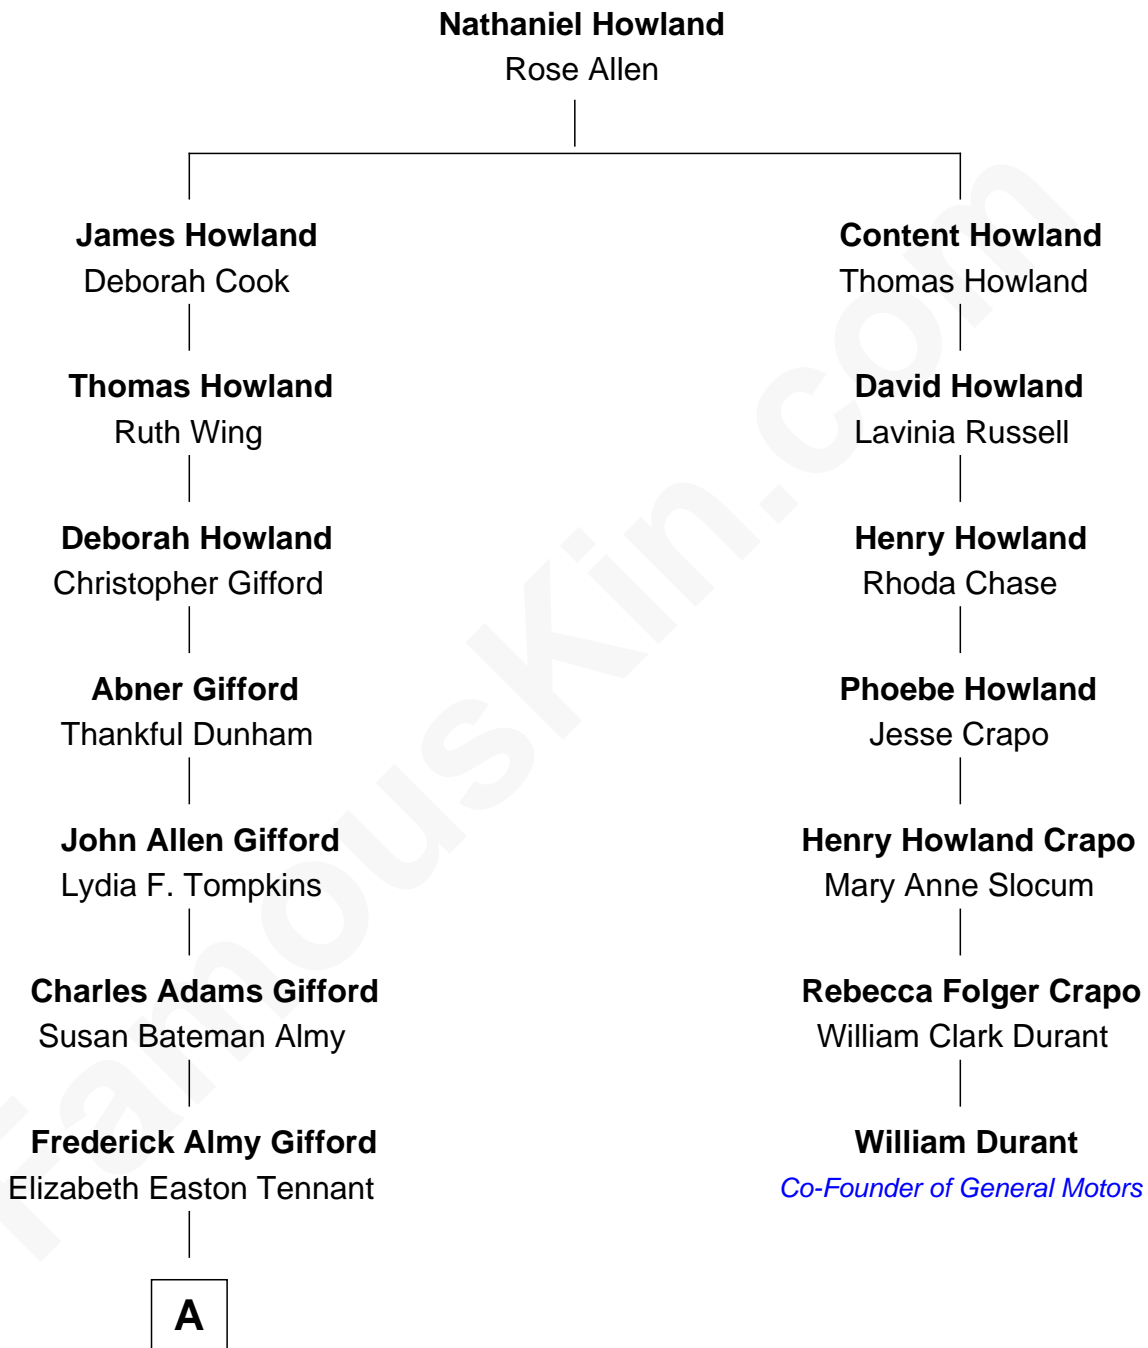 Nathaniel Howland
Rose Allen
James Howland
Deborah Cook
Content Howland
Thomas Howland
Thomas Howland
Ruth Wing
David Howland
Lavinia Russell
Deborah Howland
Christopher Gifford
Henry Howland
Rhoda Chase
Abner Gifford
Thankful Dunham
Phoebe Howland
Jesse Crapo
John Allen Gifford
Lydia F. Tompkins
Henry Howland Crapo
Mary Anne Slocum
Charles Adams Gifford
Susan Bateman Almy
Rebecca Folger Crapo
William Clark Durant
Frederick Almy Gifford
Elizabeth Easton Tennant
William Durant
Co-Founder of General Motors
A
FamousKin.com